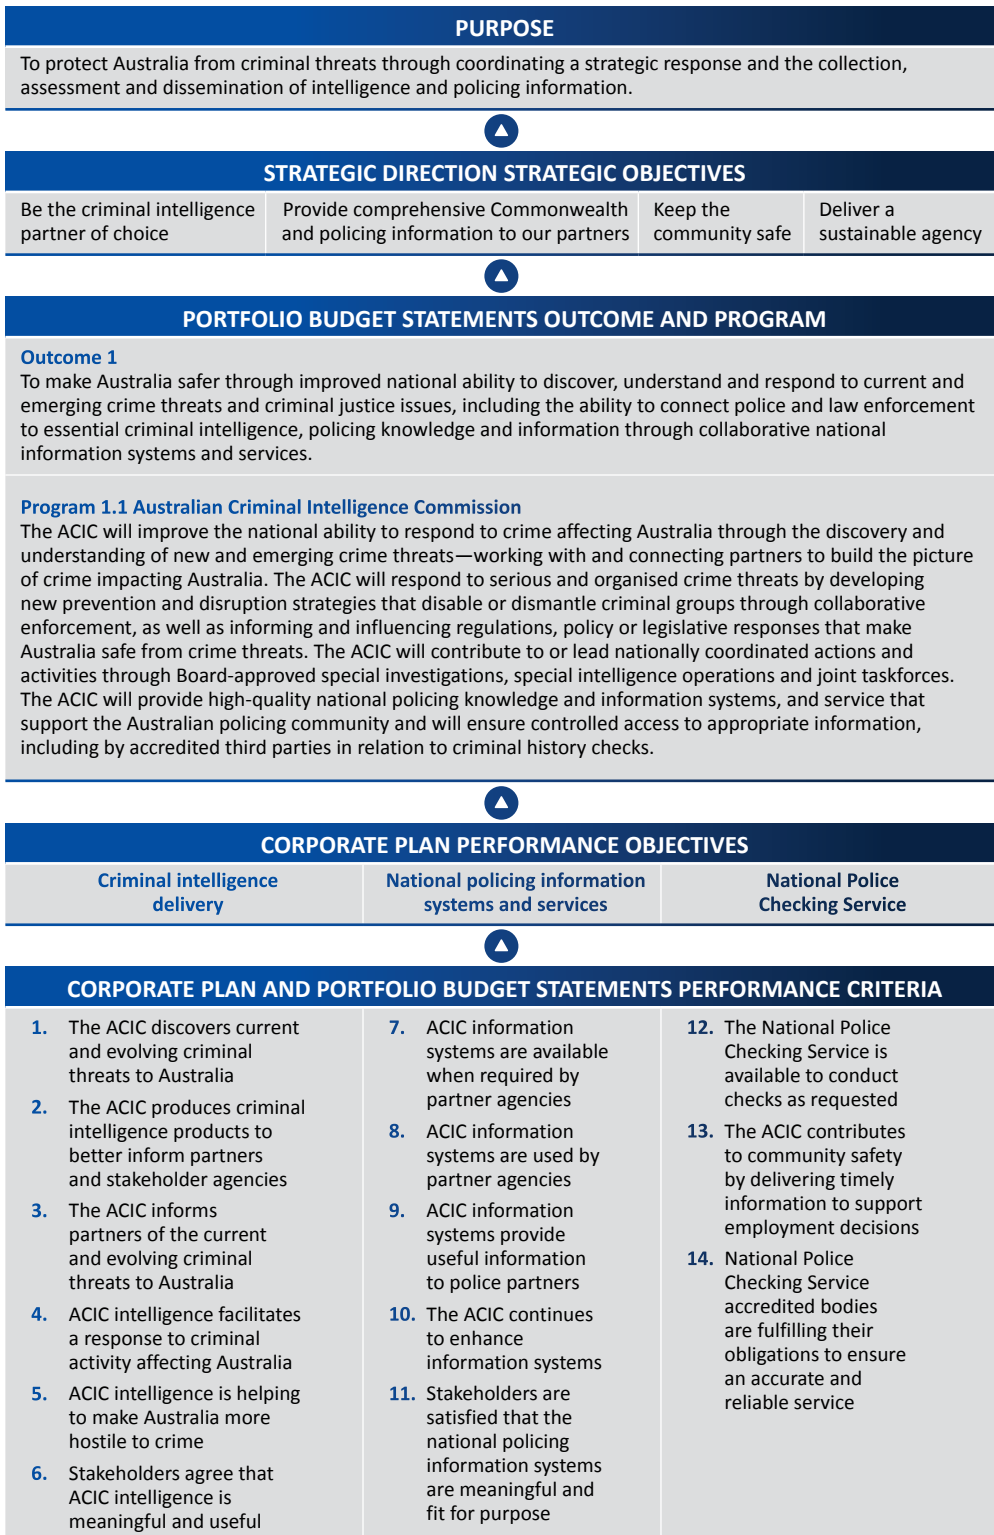 PURPOSE
To protect Australia from criminal threats through coordinating a strategic response and the collection,
assessment and dissemination of intelligence and policing information.
STRATEGIC DIRECTION STRATEGIC OBJECTIVES
Be the criminal intelligence
partner of choice
Provide comprehensive Commonwealth
and policing information to our partners
Keep the
community safe
Deliver a
sustainable agency
PORTFOLIO BUDGET STATEMENTS OUTCOME AND PROGRAM
Outcome 1
To make Australia safer through improved national ability to discover, understand and respond to current and
emerging crime threats and criminal justice issues, including the ability to connect police and law enforcement
to essential criminal intelligence, policing knowledge and information through collaborative national
information systems and services.
Program 1.1 Australian Criminal Intelligence Commission
The ACIC will improve the national ability to respond to crime affecting Australia through the discovery and
understanding of new and emerging crime threats—working with and connecting partners to build the picture
of crime impacting Australia. The ACIC will respond to serious and organised crime threats by developing
new prevention and disruption strategies that disable or dismantle criminal groups through collaborative
enforcement, as well as informing and influencing regulations, policy or legislative responses that make
Australia safe from crime threats. The ACIC will contribute to or lead nationally coordinated actions and
activities through Board-approved special investigations, special intelligence operations and joint taskforces.
The ACIC will provide high-quality national policing knowledge and information systems, and service that
support the Australian policing community and will ensure controlled access to appropriate information,
including by accredited third parties in relation to criminal history checks.
CORPORATE PLAN PERFORMANCE OBJECTIVES
Criminal intelligence
delivery
National policing information
systems and services
National Police
Checking Service
CORPORATE PLAN AND PORTFOLIO BUDGET STATEMENTS PERFORMANCE CRITERIA
1. The ACIC discovers current
and evolving criminal
threats to Australia
2. The ACIC produces criminal
intelligence products to
better inform partners
and stakeholder agencies
3. The ACIC informs
partners of the current
and evolving criminal
threats to Australia
4. ACIC intelligence facilitates
a response to criminal
activity affecting Australia
5. ACIC intelligence is helping
to make Australia more
hostile to crime
6. Stakeholders agree that
ACIC intelligence is
meaningful and useful
7. ACIC information
systems are available
when required by
partner agencies
8. ACIC information
systems are used by
partner agencies
9. ACIC information
systems provide
useful information
to police partners
10. The ACIC continues
to enhance
information systems
11. Stakeholders are
satisfied that the
national policing
information systems
are meaningful and
fit for purpose
12. The National Police
Checking Service is
available to conduct
checks as requested
13. The ACIC contributes
to community safety
by delivering timely
information to support
employment decisions
14. National Police
Checking Service
accredited bodies
are fulfilling their
obligations to ensure
an accurate and
reliable service